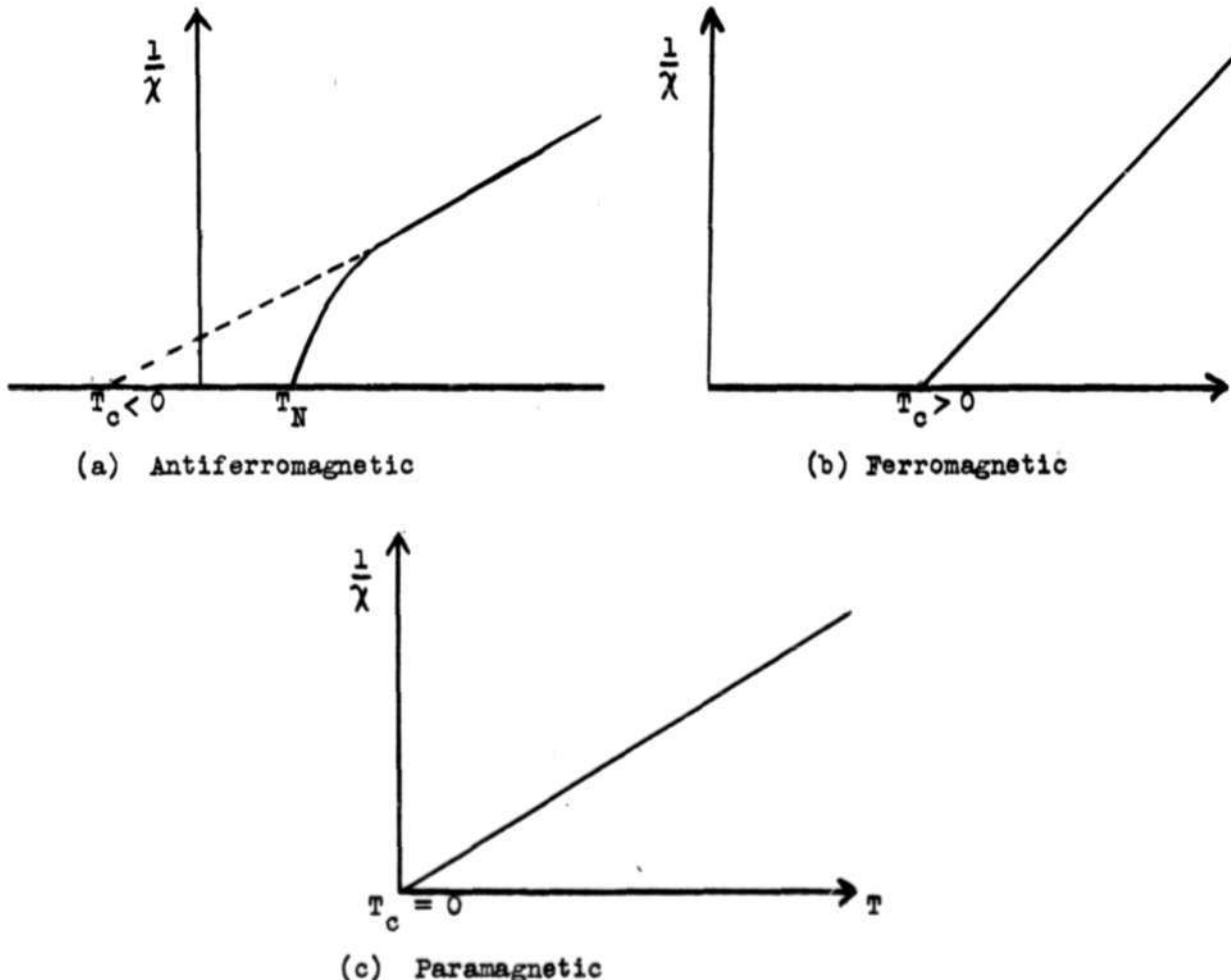 1/χ
T_c < 0
T_N
(a) Antiferromagnetic
1/χ
T_c > 0
(b) Ferromagnetic
1/χ
T_c = 0
T
(c) Paramagnetic